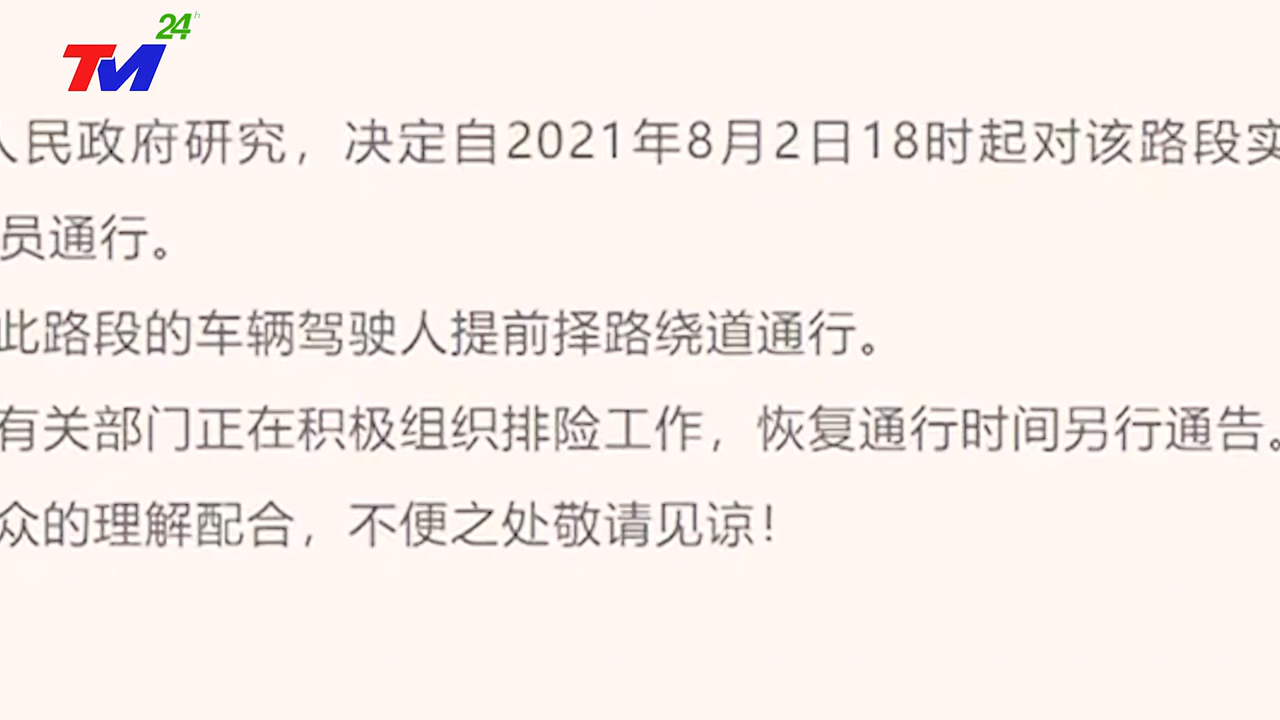 24h
TM
人民政府研究，决定自2021年8月2日18时起对该路段实
员通行。
此路段的车辆驾驶人提前择路绕道通行。
有关部门正在积极组织排险工作，恢复通行时间另行通告。
众的理解配合，不便之处敬请见谅！